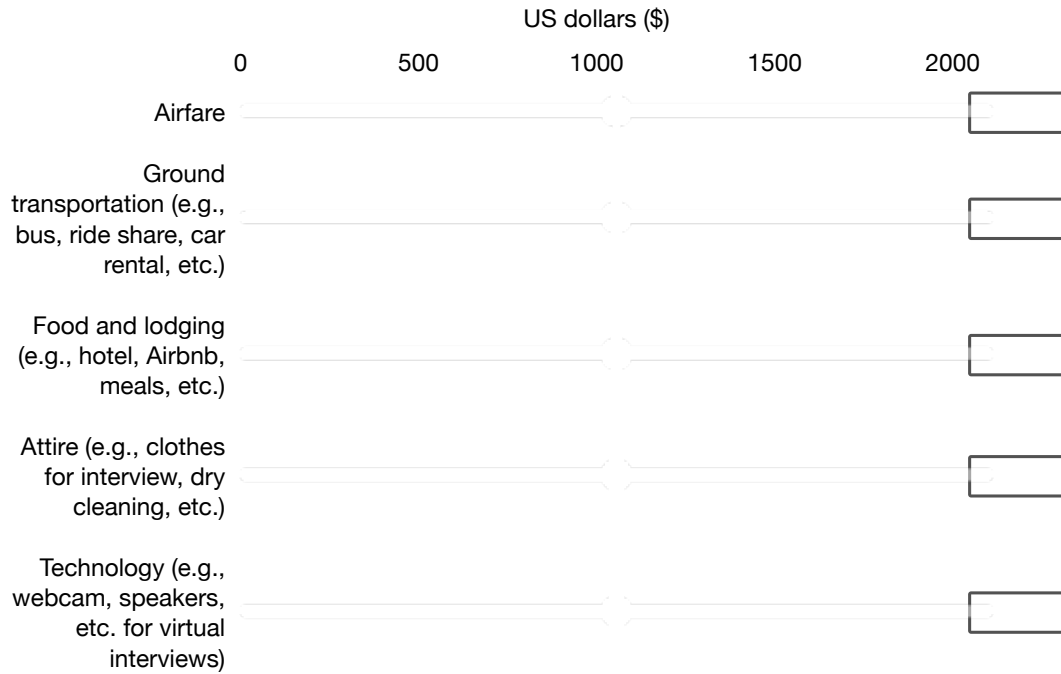 US dollars ($)
0 500 1000 1500 2000
Airfare
Ground
transportation (e.g.,
bus, ride share, car
rental, etc.)
Food and lodging
(e.g., hotel, Airbnb,
meals, etc.)
Attire (e.g., clothes
for interview, dry
cleaning, etc.)
Technology (e.g.,
webcam, speakers,
etc. for virtual
interviews)